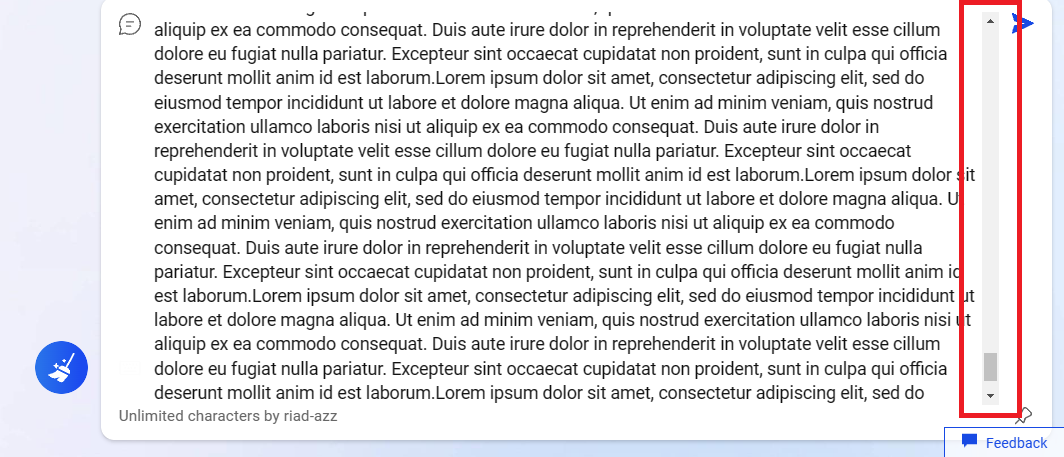 aliquip ex ea commodo consequat. Duis aute irure dolor in reprehenderit in voluptate velit esse cillum
dolore eu fugiat nulla pariatur. Excepteur sint occaecat cupidatat non proident, sunt in culpa qui officia
deserunt mollit anim id est laborum.Lorem ipsum dolor sit amet, consectetur adipiscing elit, sed do
eiusmod tempor incididunt ut labore et dolore magna aliqua. Ut enim ad minim veniam, quis nostrud
exercitation ullamco laboris nisi ut aliquip ex ea commodo consequat. Duis aute irure dolor in
reprehenderit in voluptate velit esse cillum dolore eu fugiat nulla pariatur. Excepteur sint occaecat
cupidatat non proident, sunt in culpa qui officia deserunt mollit anim id est laborum.Lorem ipsum dolor sit
amet, consectetur adipiscing elit, sed do eiusmod tempor incididunt ut labore et dolore magna aliqua. Ut
enim ad minim veniam, quis nostrud exercitation ullamco laboris nisi ut aliquip ex ea commodo
consequat. Duis aute irure dolor in reprehenderit in voluptate velit esse cillum dolore eu fugiat nulla
pariatur. Excepteur sint occaecat cupidatat non proident, sunt in culpa qui officia deserunt mollit anim id
est laborum.Lorem ipsum dolor sit amet, consectetur adipiscing elit, sed do eiusmod tempor incididunt ut
labore et dolore magna aliqua. Ut enim ad minim veniam, quis nostrud exercitation ullamco laboris nisi ut
aliquip ex ea commodo consequat. Duis aute irure dolor in reprehenderit in voluptate velit esse cillum
dolore eu fugiat nulla pariatur. Excepteur sint occaecat cupidatat non proident, sunt in culpa qui officia
deserunt mollit anim id est laborum.Lorem ipsum dolor sit amet, consectetur adipiscing elit, sed do
Unlimited characters by riad-azz
Feedback